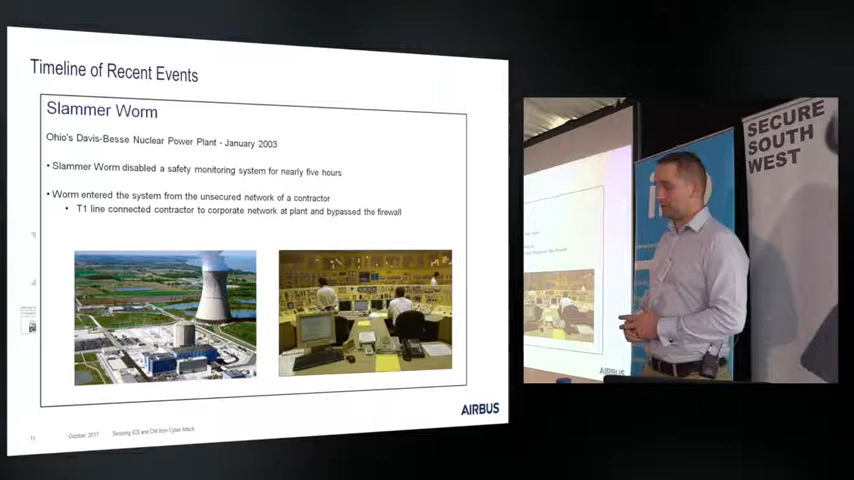 Timeline of Recent Events
Slammer Worm
Ohio's Davis-Besse Nuclear Power Plant - January 2003
• Slammer Worm disabled a safety monitoring system for nearly five hours
• Worm entered the system from the unsecured network of a contractor
• T1 line connected contractor to corporate network at plant and bypassed the firewall
AIRBUS
11 October, 2017 Securing ICS and CNI from Cyber Attack
SECURE
SOUTH
WEST
AIRBUS